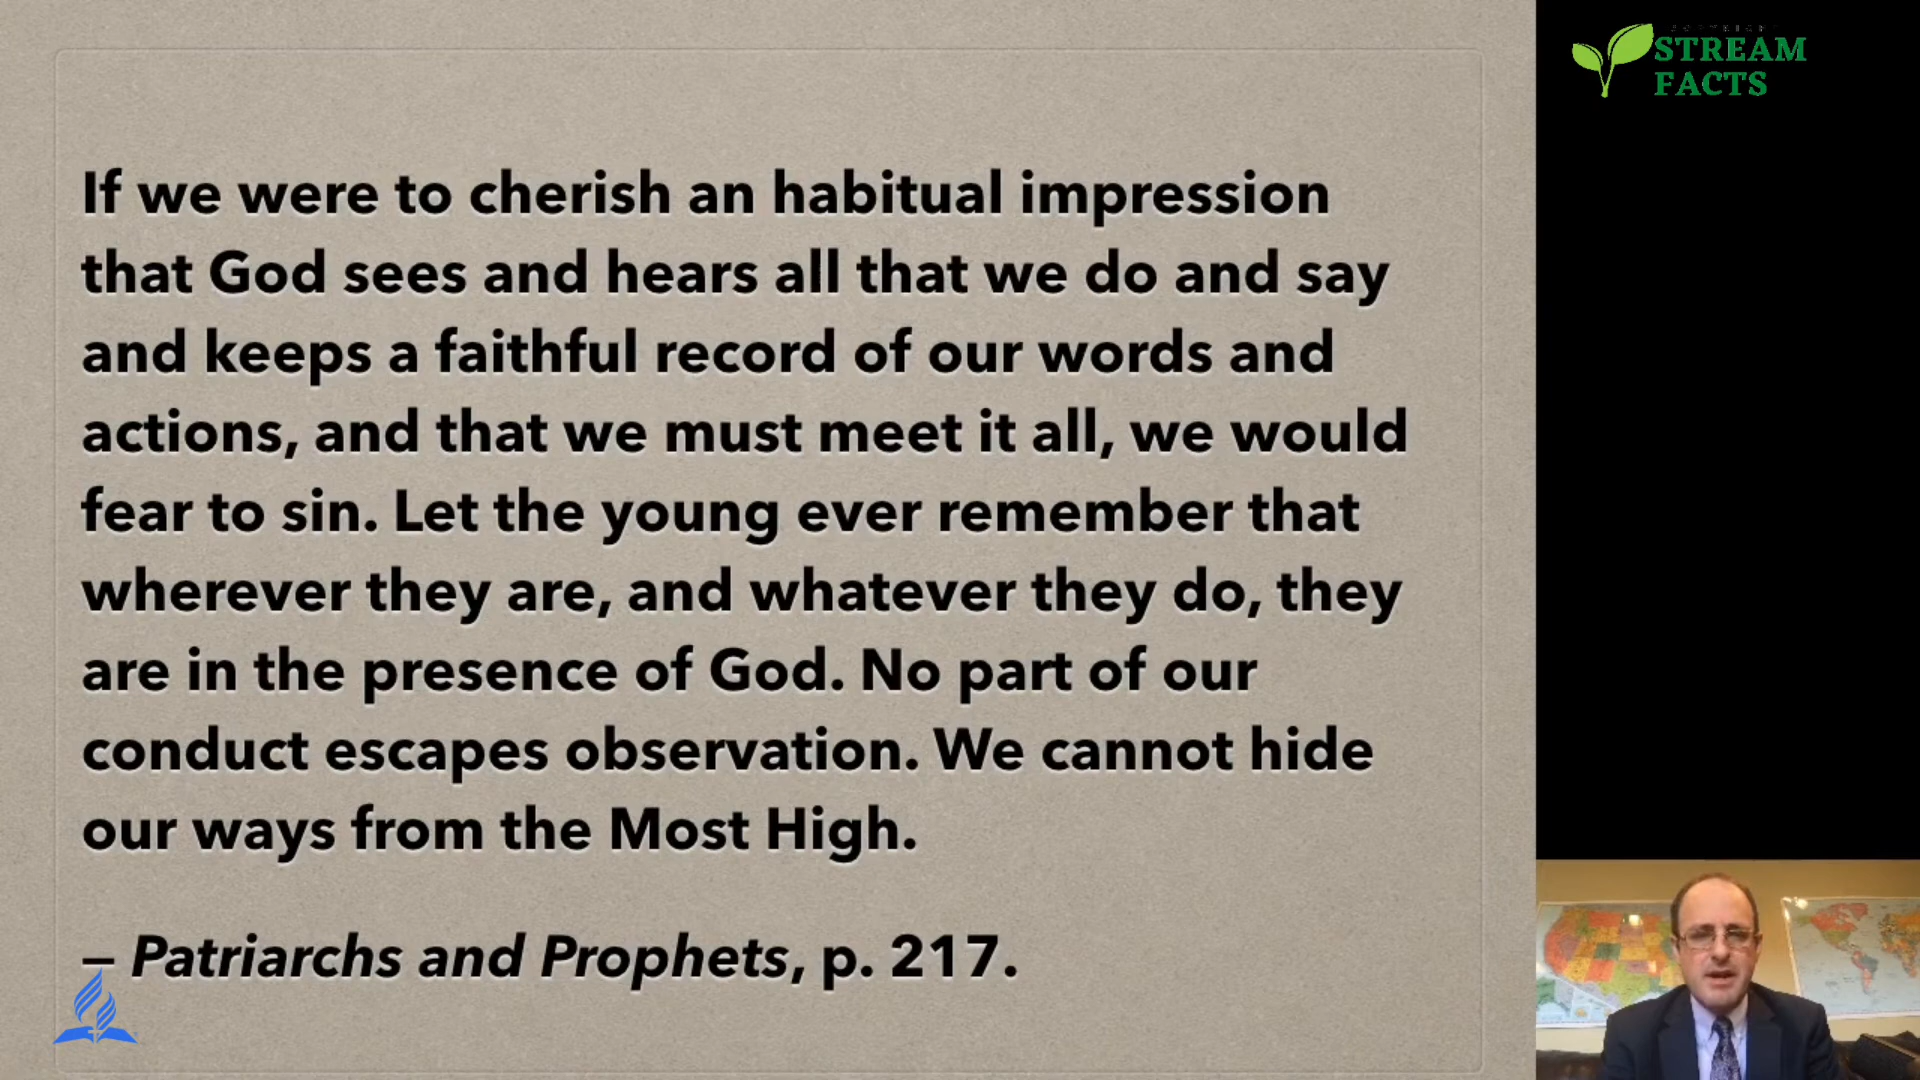 STREAM
FACTS
If we were to cherish an habitual impression
that God sees and hears all that we do and say
and keeps a faithful record of our words and
actions, and that we must meet it all, we would
fear to sin. Let the young ever remember that
wherever they are, and whatever they do, they
are in the presence of God. No part of our
conduct escapes observation. We cannot hide
our ways from the Most High.
– Patriarchs and Prophets, p. 217.